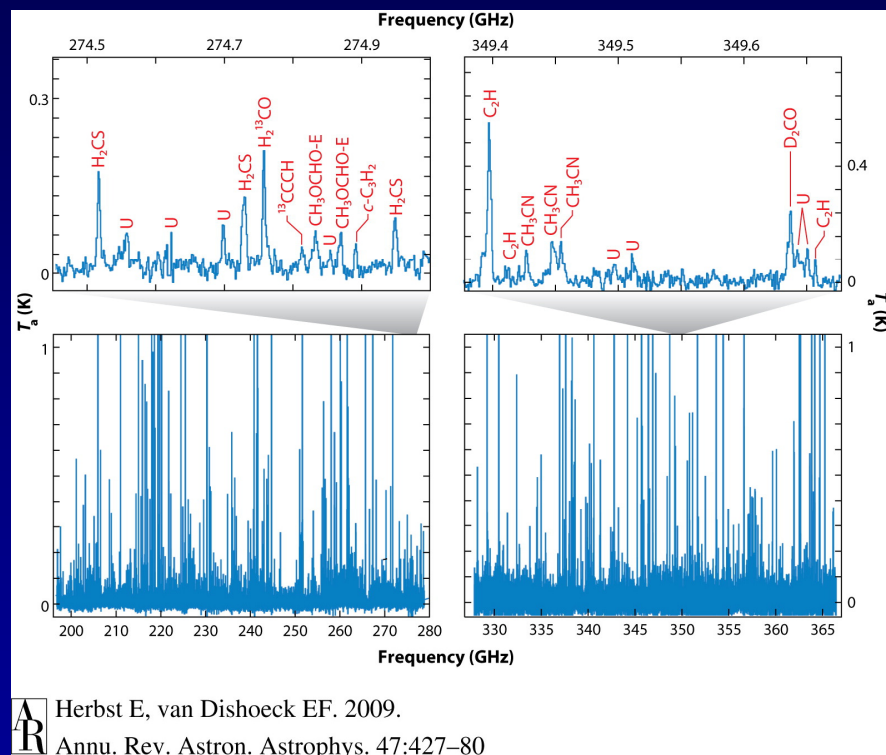 Frequency (GHz)
274.5 274.7 274.9
349.4 349.5 349.6
0.3
0
H₂CS
U
U
U
H₂CS
H₂¹³CO
¹³CCCH
CH₃OCHO-E
U
CH₃OCHO-E
c-C₃H₂
H₂CS
C₂H
C₂H
CH₃CN
CH₃CN
CH₃CN
U
U
D₂CO
U
C₂H
0.4
0
Tₐ (K)
Tₐ (K)
1
0
1
0
200 210 220 230 240 250 260 270 280
330 335 340 345 350 355 360 365
Frequency (GHz)
AR Herbst E, van Dishoeck EF. 2009.
Annu. Rev. Astron. Astrophys. 47:427–80